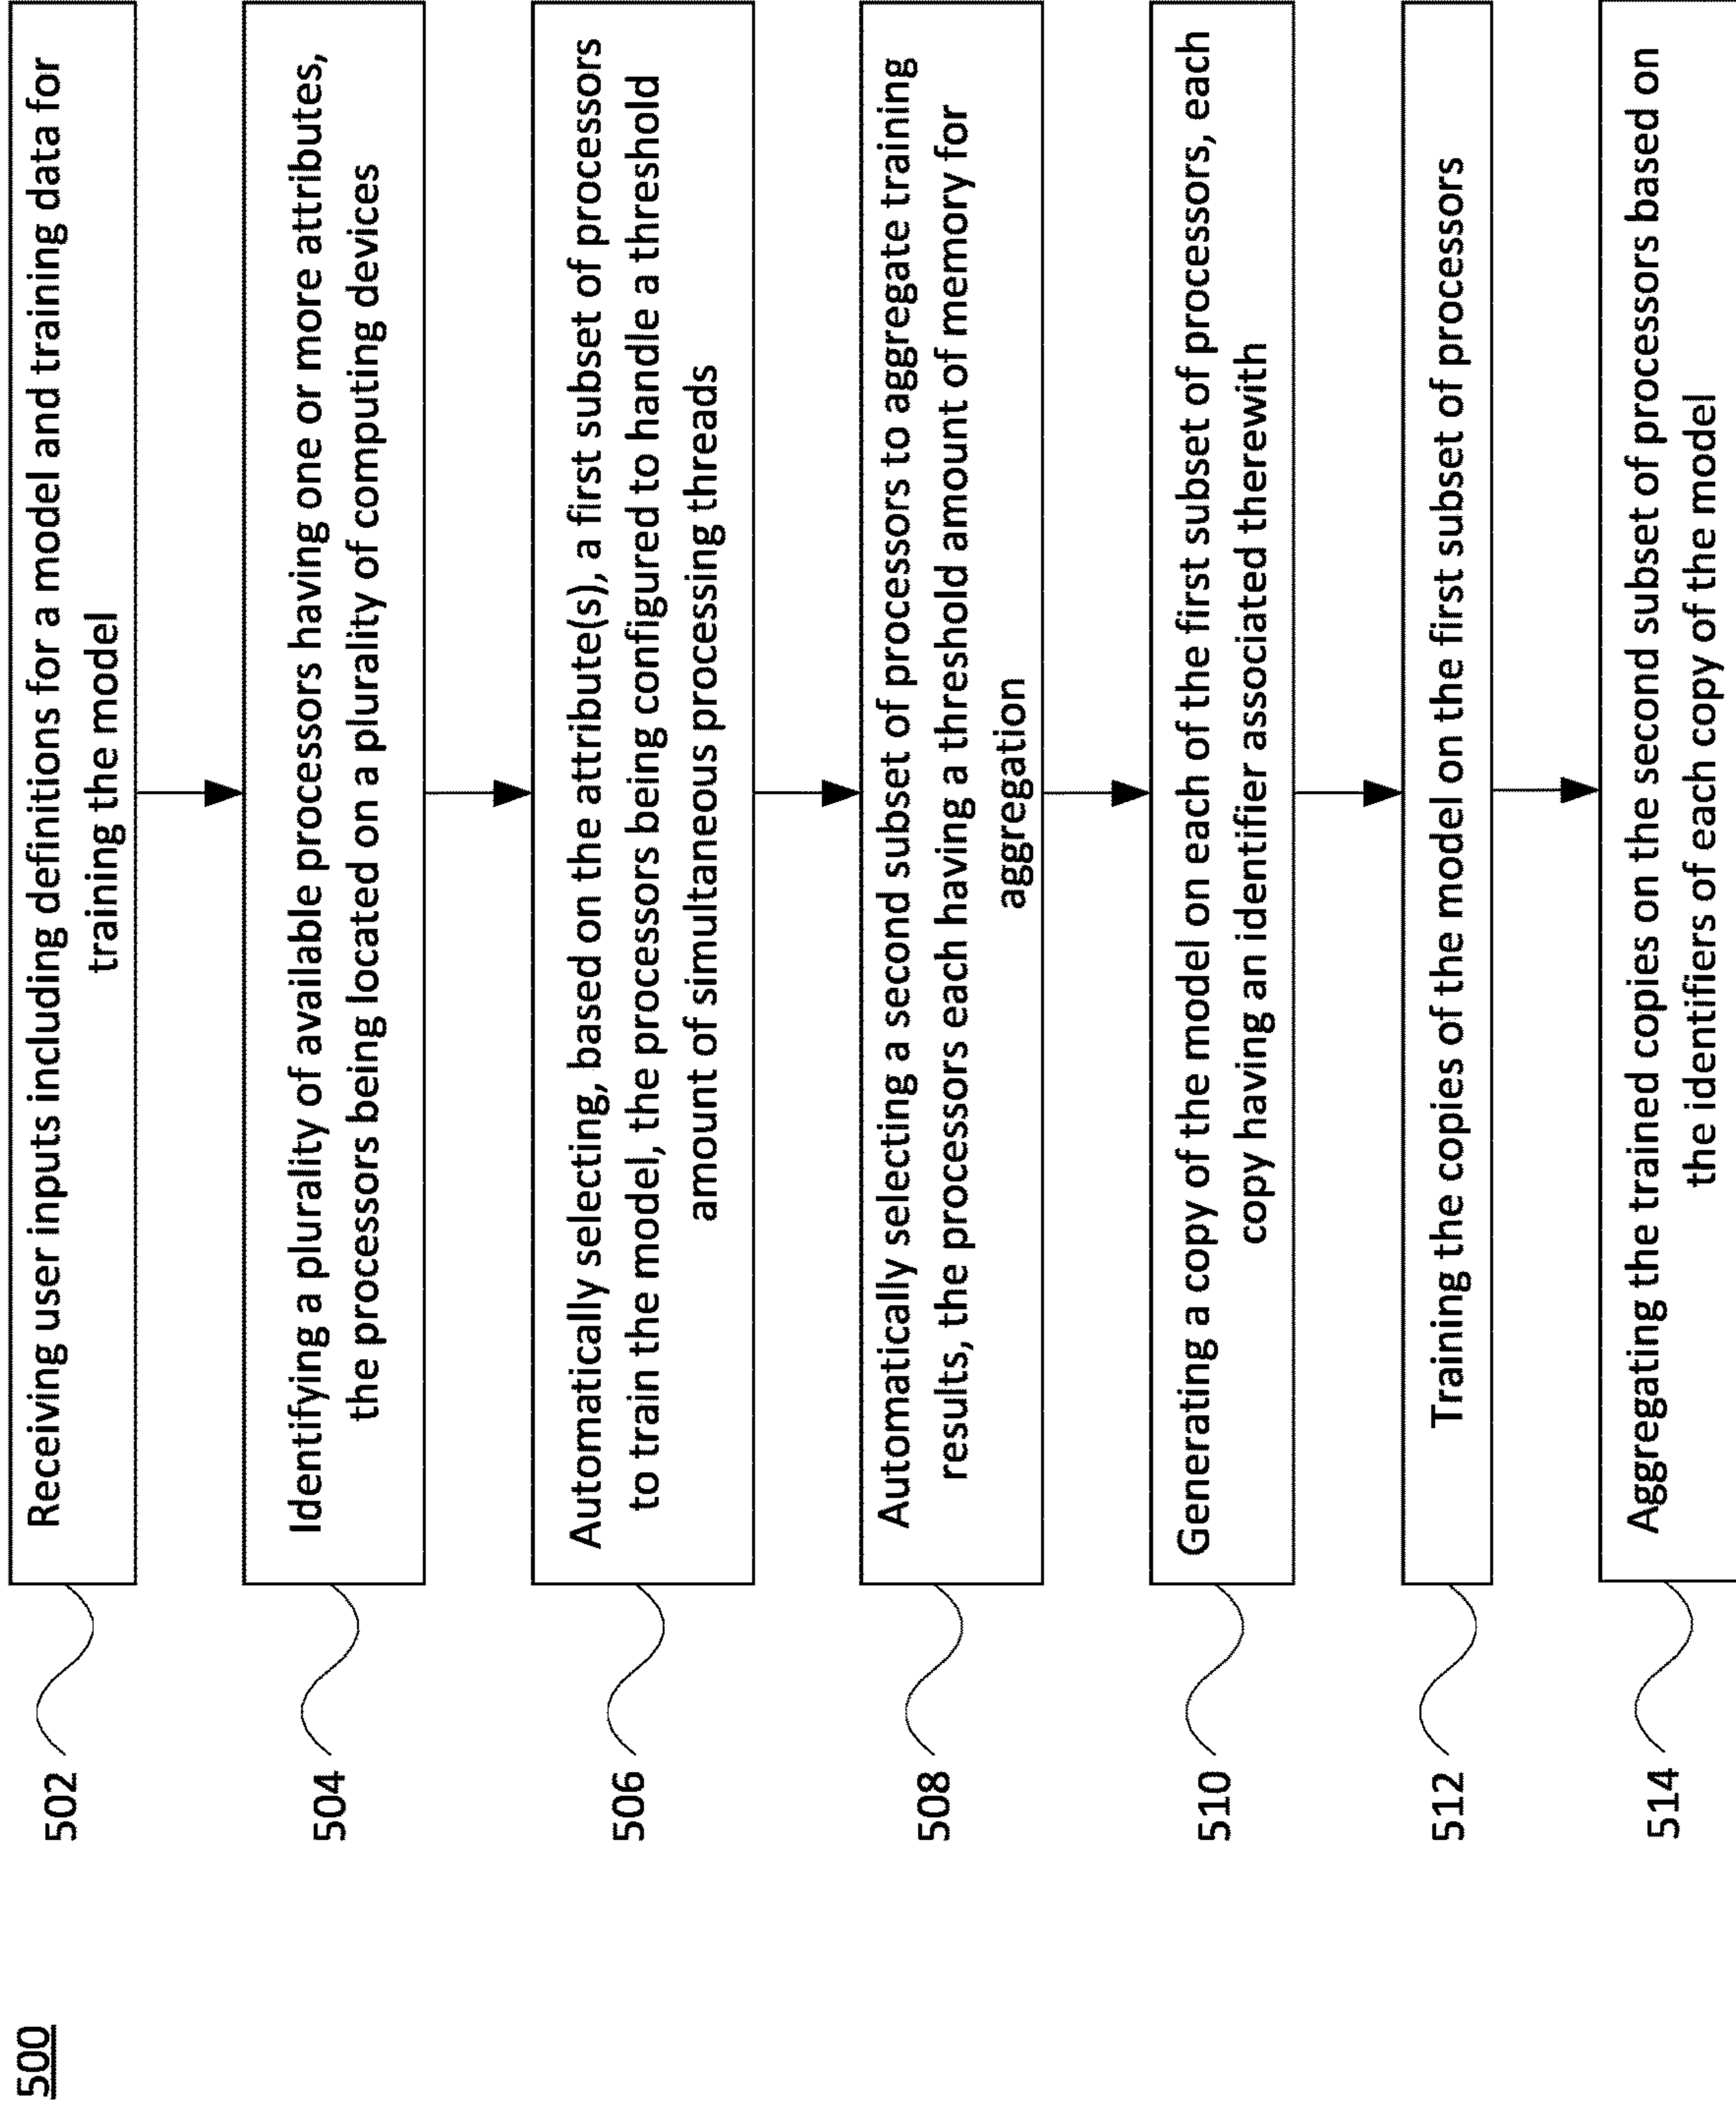 500
502
Receiving user inputs including definitions for a model and training data for
training the model
504
Identifying a plurality of available processors having one or more attributes,
the processors being located on a plurality of computing devices
506
Automatically selecting, based on the attribute(s), a first subset of processors
to train the model, the processors being configured to handle a threshold
amount of simultaneous processing threads
508
Automatically selecting a second subset of processors to aggregate training
results, the processors each having a threshold amount of memory for
aggregation
510
Generating a copy of the model on each of the first subset of processors, each
copy having an identifier associated therewith
512
Training the copies of the model on the first subset of processors
514
Aggregating the trained copies on the second subset of processors based on
the identifiers of each copy of the model